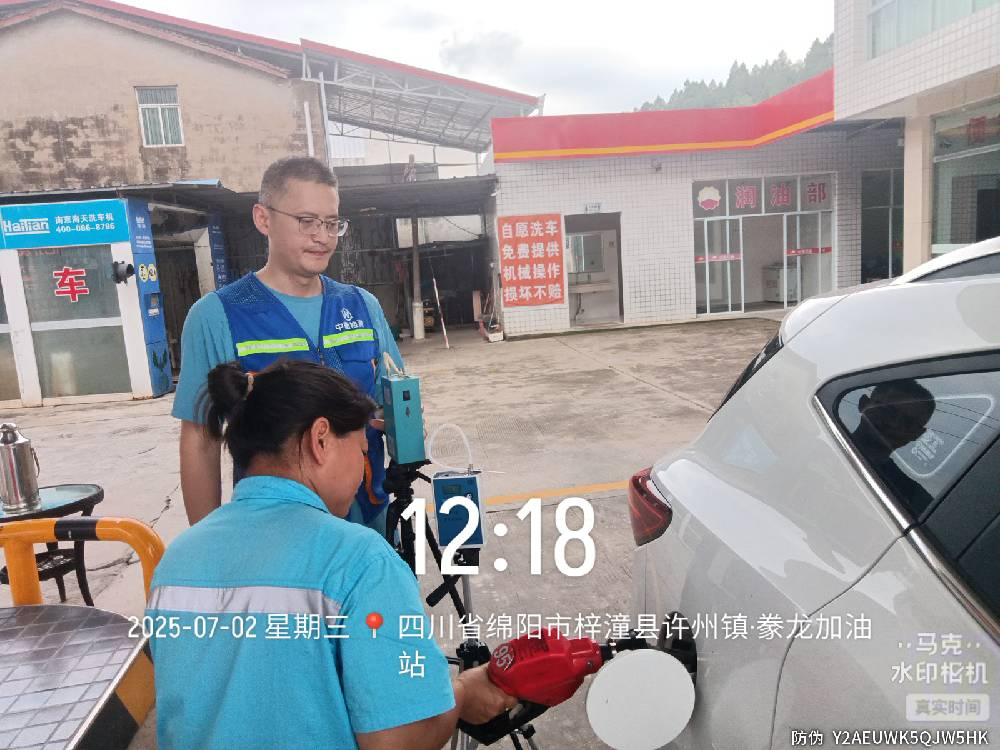 HaiTian 南京海天洗车机
400-086-8786
车
自愿洗车
免费提供
机械操作
损坏不赔
润油部
95
12:18
2025-07-02 星期三 四川省绵阳市梓潼县许州镇·豢龙加油
站
马克
水印相机
真实时间
防伪 Y2AEUWK5QJW5HK